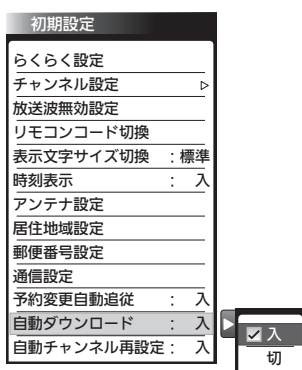 初期設定
らくらく設定
チャンネル設定
放送波無効設定
リモコンコード切換
表示文字サイズ切換 : 標準
時刻表示 : 入
アンテナ設定
居住地域設定
郵便番号設定
通信設定
予約変更自動追従 : 入
自動ダウンロード : 入
自動チャンネル再設定 : 入
入
切